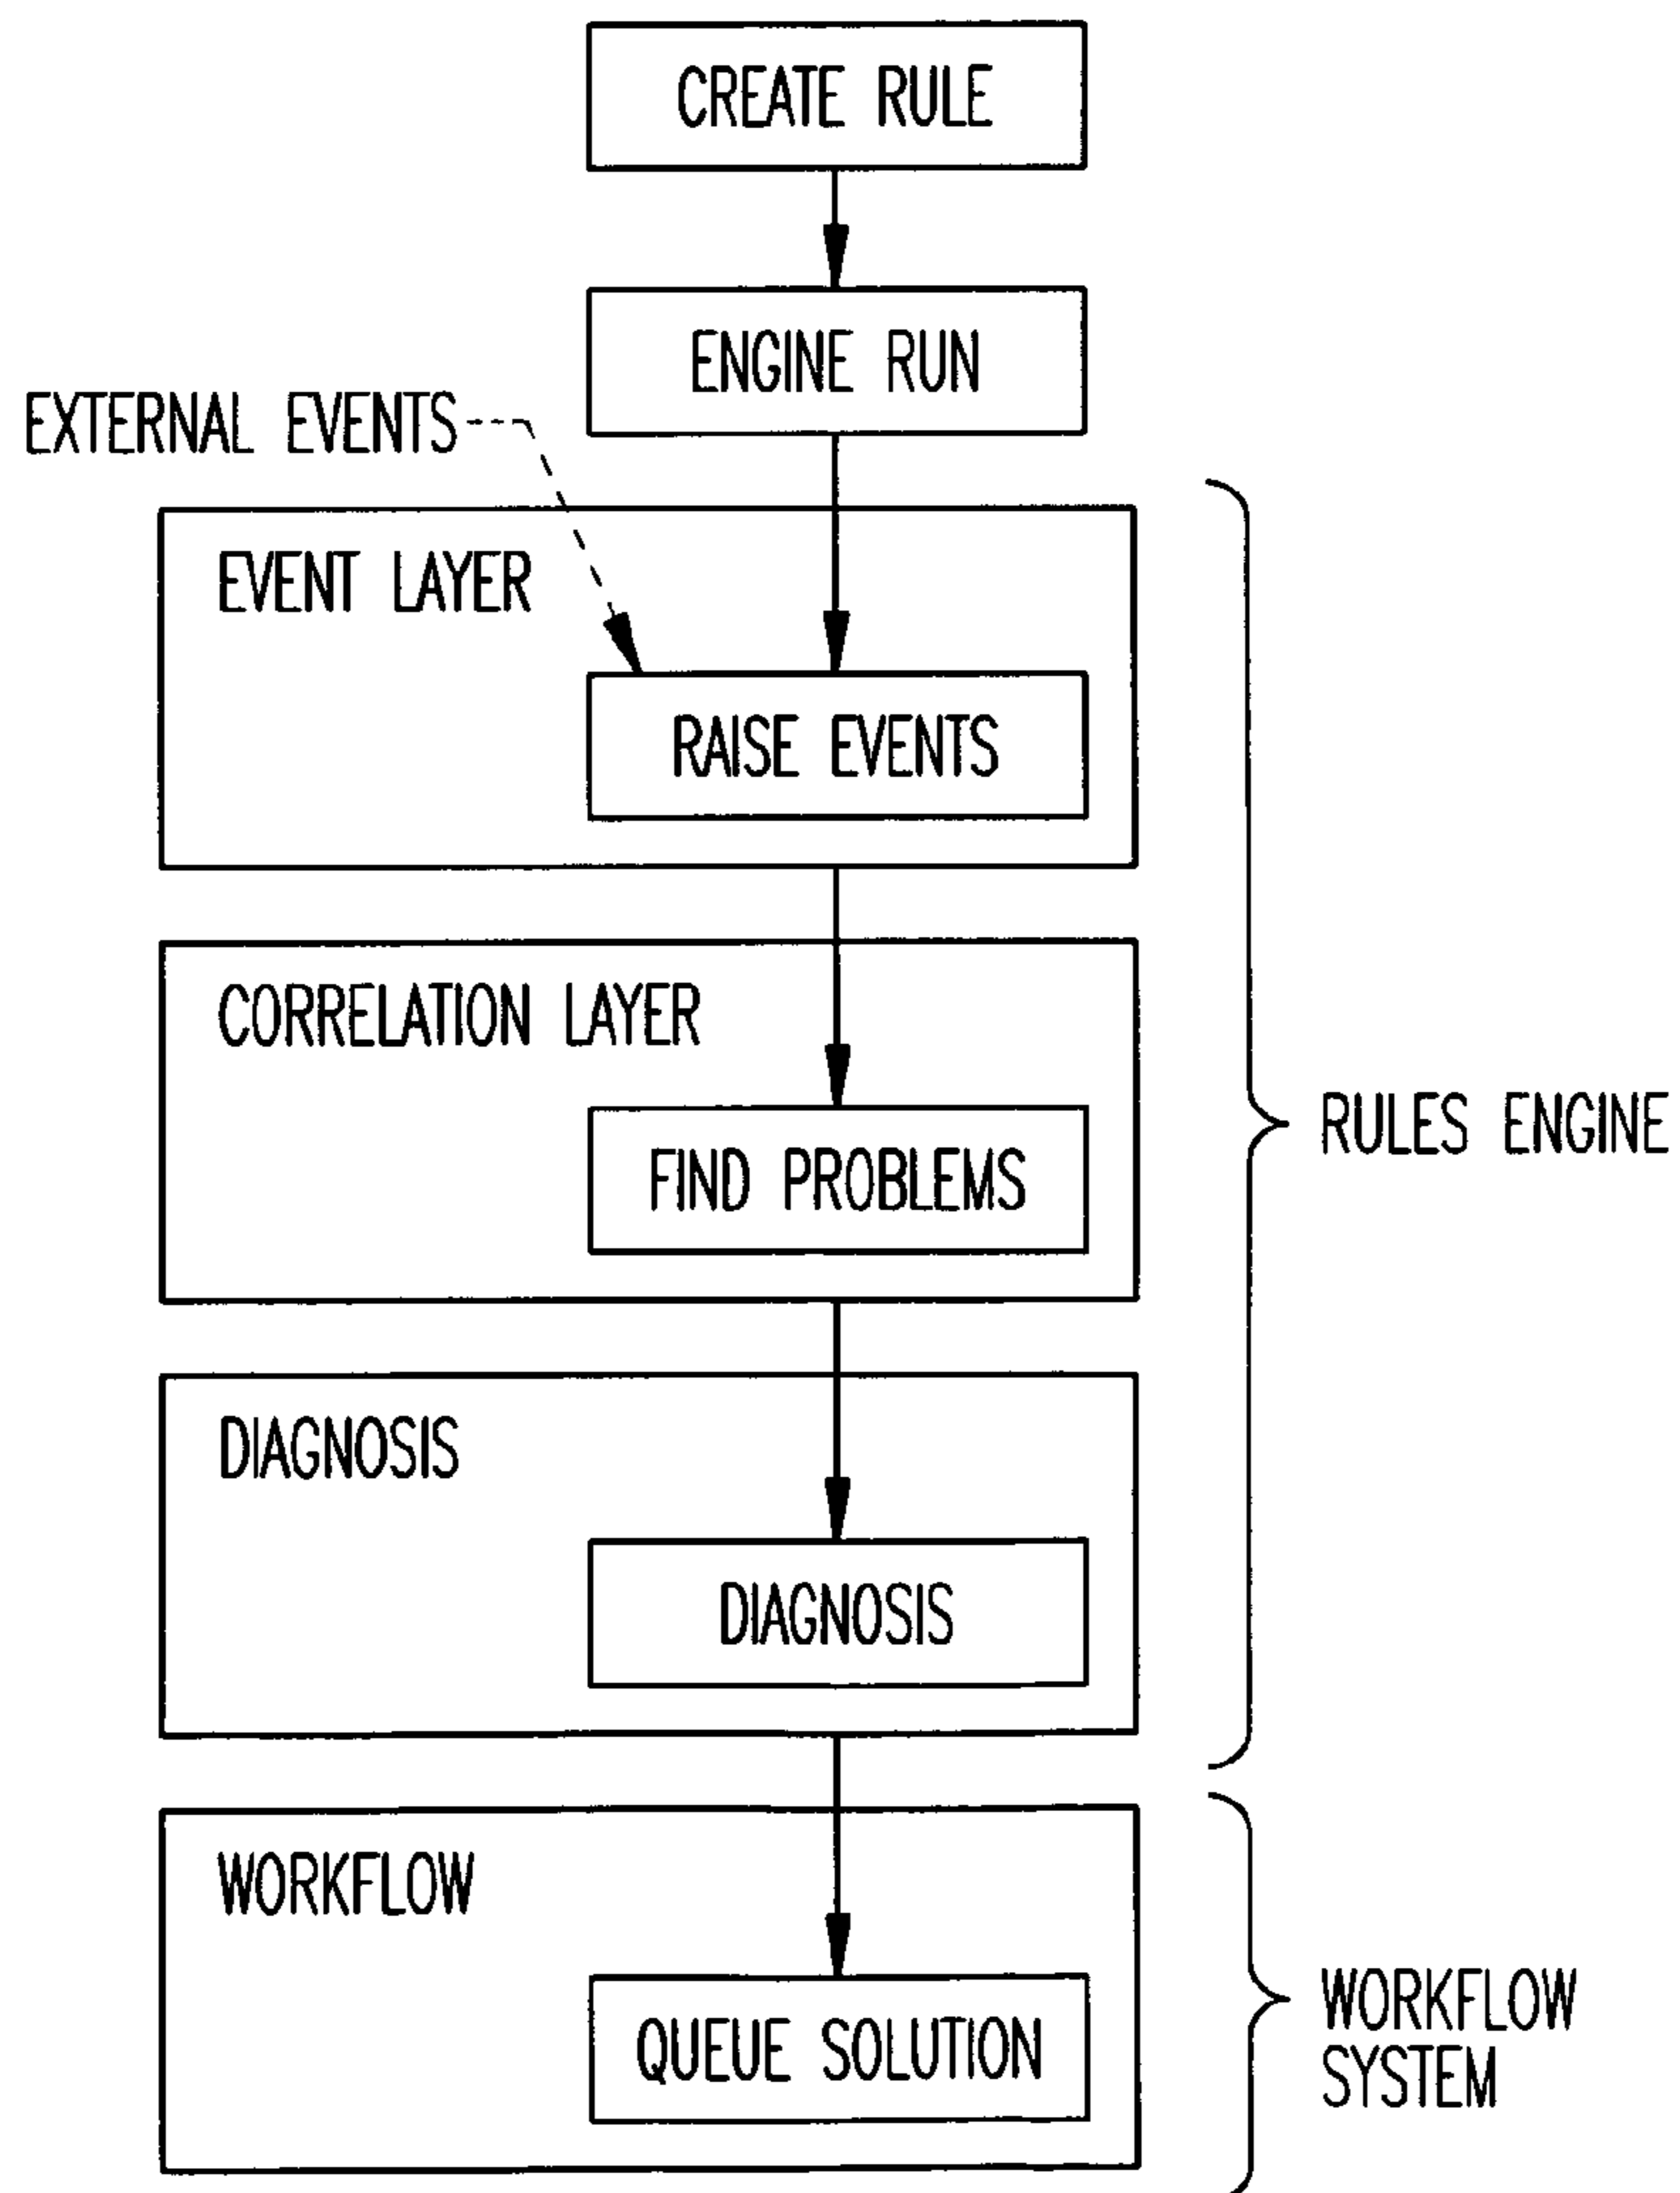 CREATE RULE
ENGINE RUN
EXTERNAL EVENTS
EVENT LAYER
RAISE EVENTS
CORRELATION LAYER
FIND PROBLEMS
RULES ENGINE
DIAGNOSIS
DIAGNOSIS
WORKFLOW
QUEUE SOLUTION
WORKFLOW
SYSTEM